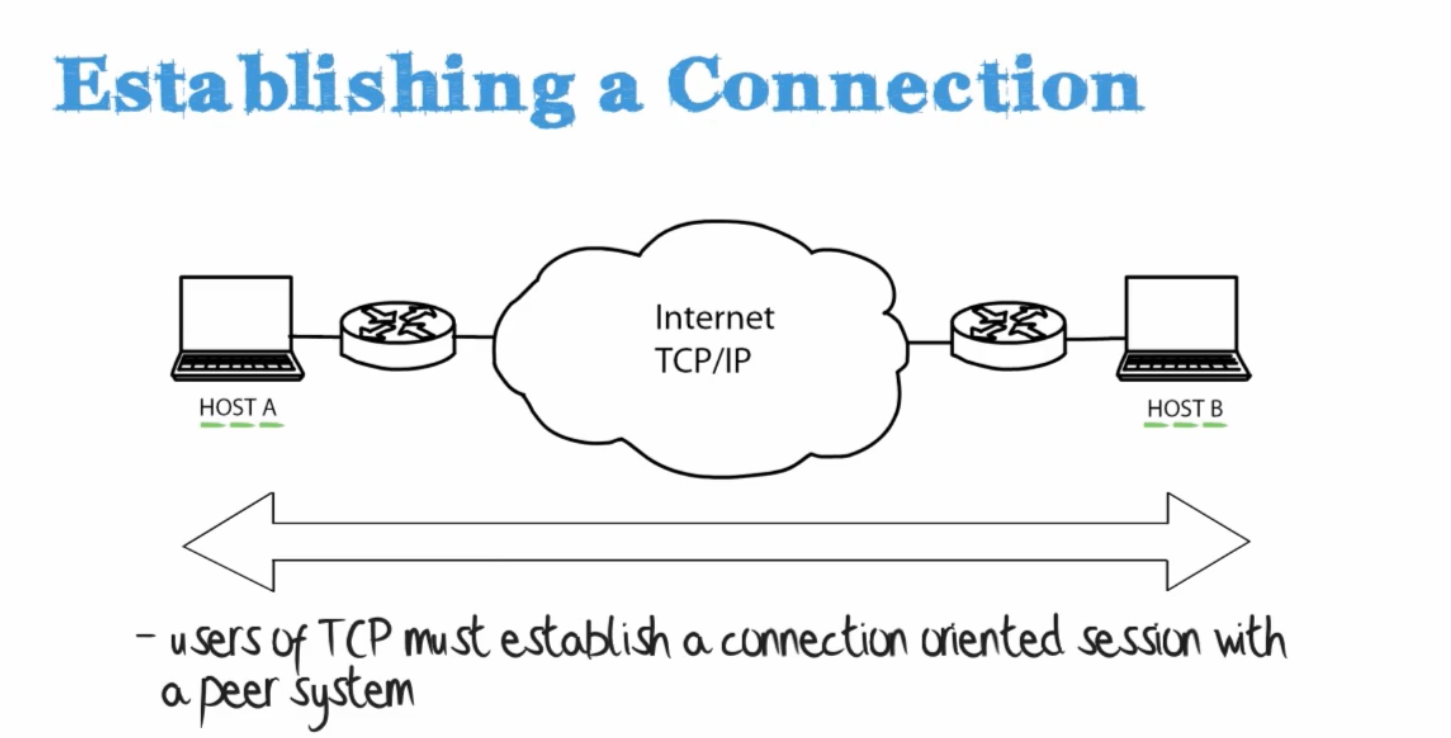 Establishing a Connection
Internet
TCP/IP
HOST A
HOST B
- users of TCP must establish a connection oriented session with
a peer system